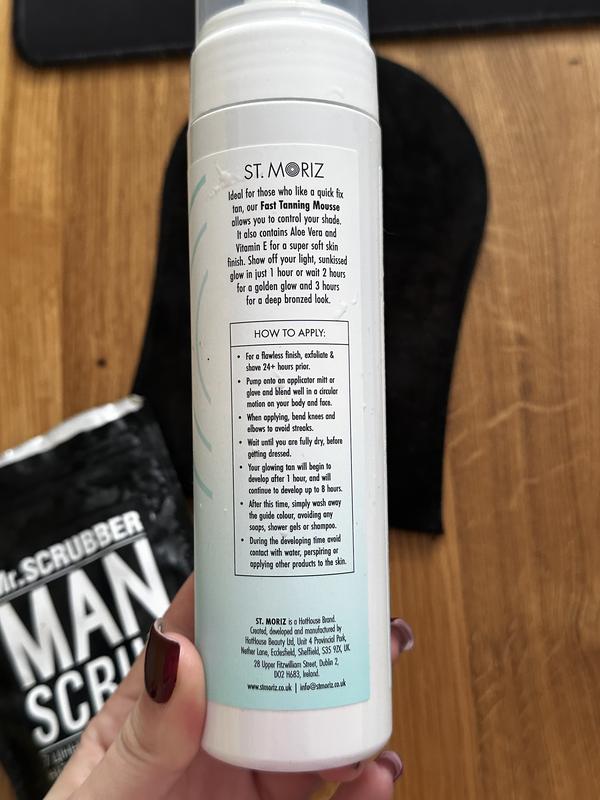 ST. MORIZ
Ideal for those who like a quick fix
tan, our Fast Tanning Mousse
allows you to control your shade.
It also contains Aloe Vera and
Vitamin E for a super soft skin
finish. Show off your light, sunkissed
glow in just 1 hour or wait 2 hours
for a golden glow and 3 hours
for a deep bronzed look.
HOW TO APPLY:
• For a flawless finish, exfoliate &
shave 24+ hours prior.
• Pump onto an applicator mitt or
glove and blend well in a circular
motion on your body and face.
• When applying, bend knees and
elbows to avoid streaks.
• Wait until you are fully dry, before
getting dressed.
• Your glowing tan will begin to
develop after 1 hour, and will
continue to develop up to 8 hours.
• After this time, simply wash away
the guide colour, avoiding any
soaps, shower gels or shampoo.
• During the developing time avoid
contact with water, perspiring or
applying other products to the skin.
ST. MORIZ is a HotHouse Brand.
Created, developed and manufactured by
HotHouse Beauty Ltd, Unit 4 Provincial Park,
Nether Lane, Ecclesfield, Sheffield, S35 9ZX, UK.
28 Upper Fitzwilliam Street, Dublin 2,
D02 H683, Ireland.
www.stmoriz.co.uk | info@stmoriz.co.uk
Mr.SCRUBBER
MAN
SCRU